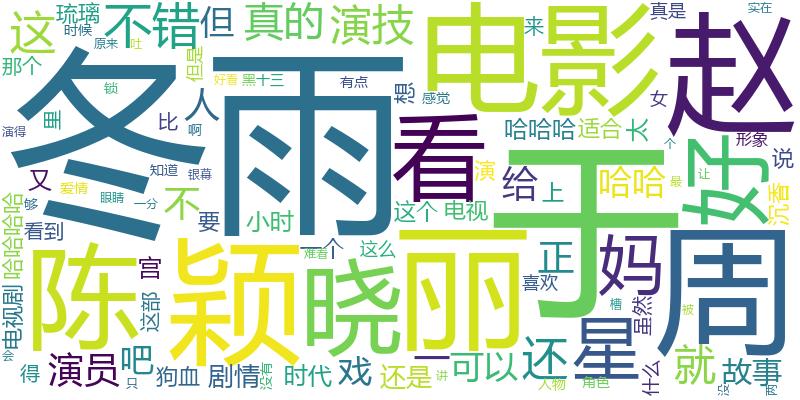 琉璃
不错
但
真的
演技
电影
来
真是
实在
赵
这
时候
原来
吐
但是
好看
黑十三
有点
想
那个
锁
人
感觉
女
冬雨
看
哈哈哈
适合
太
形象
演得
里
比
啊
个
好
说
又
知道
银幕
给
演
哈哈
最
让
沉香
够
爱情
眼睛
一分
不
上
于
看到
要
小时
这个
电视
哈哈哈哈
陈
颖
晓
丽
正
妈
周
宫
一个
难看
这么
喜欢
电视剧
这部
星
槽
虽然
被
会
演员
吧
狗血
剧情
没有
时代
戏
还是
一
讲
可以
还
人物
角色
就
什么
没
故事
两
得
只